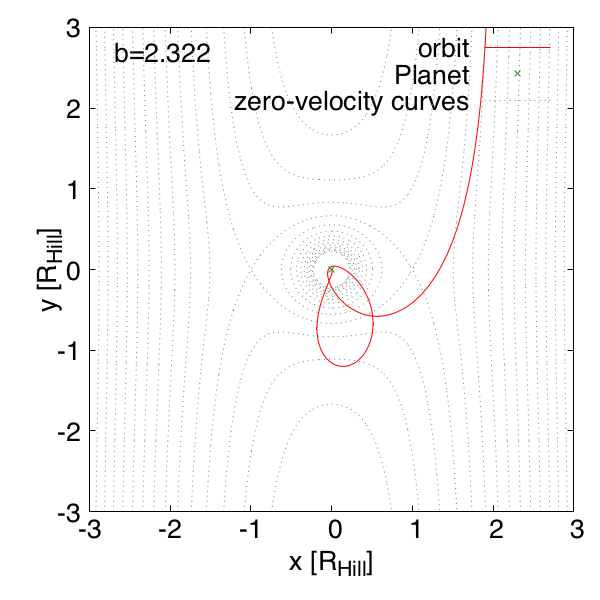 b=2.322
orbit
Planet
zero-velocity curves
3
2
1
0
-1
-2
-3
y [R_Hill]
-3
-2
-1
0
1
2
3
x [R_Hill]